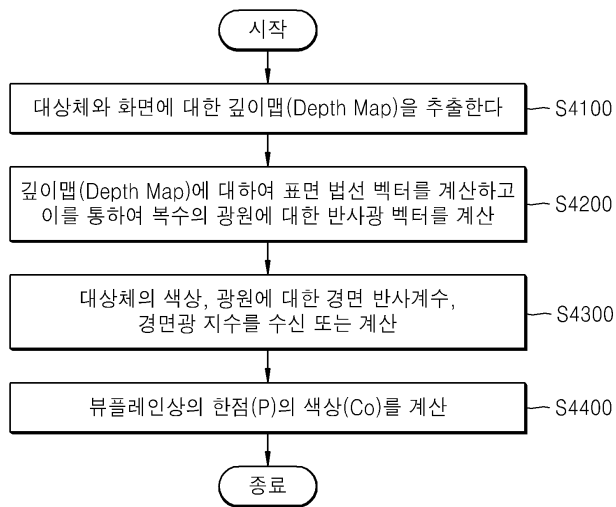 시작
대상체와 화면에 대한 깊이맵(Depth Map)을 추출한다
S4100
깊이맵(Depth Map)에 대하여 표면 법선 벡터를 계산하고
이를 통하여 복수의 광원에 대한 반사광 벡터를 계산
S4200
대상체의 색상, 광원에 대한 경면 반사계수,
경면광 지수를 수신 또는 계산
S4300
뷰플레인상의 한점(P)의 색상(Co)를 계산
S4400
종료